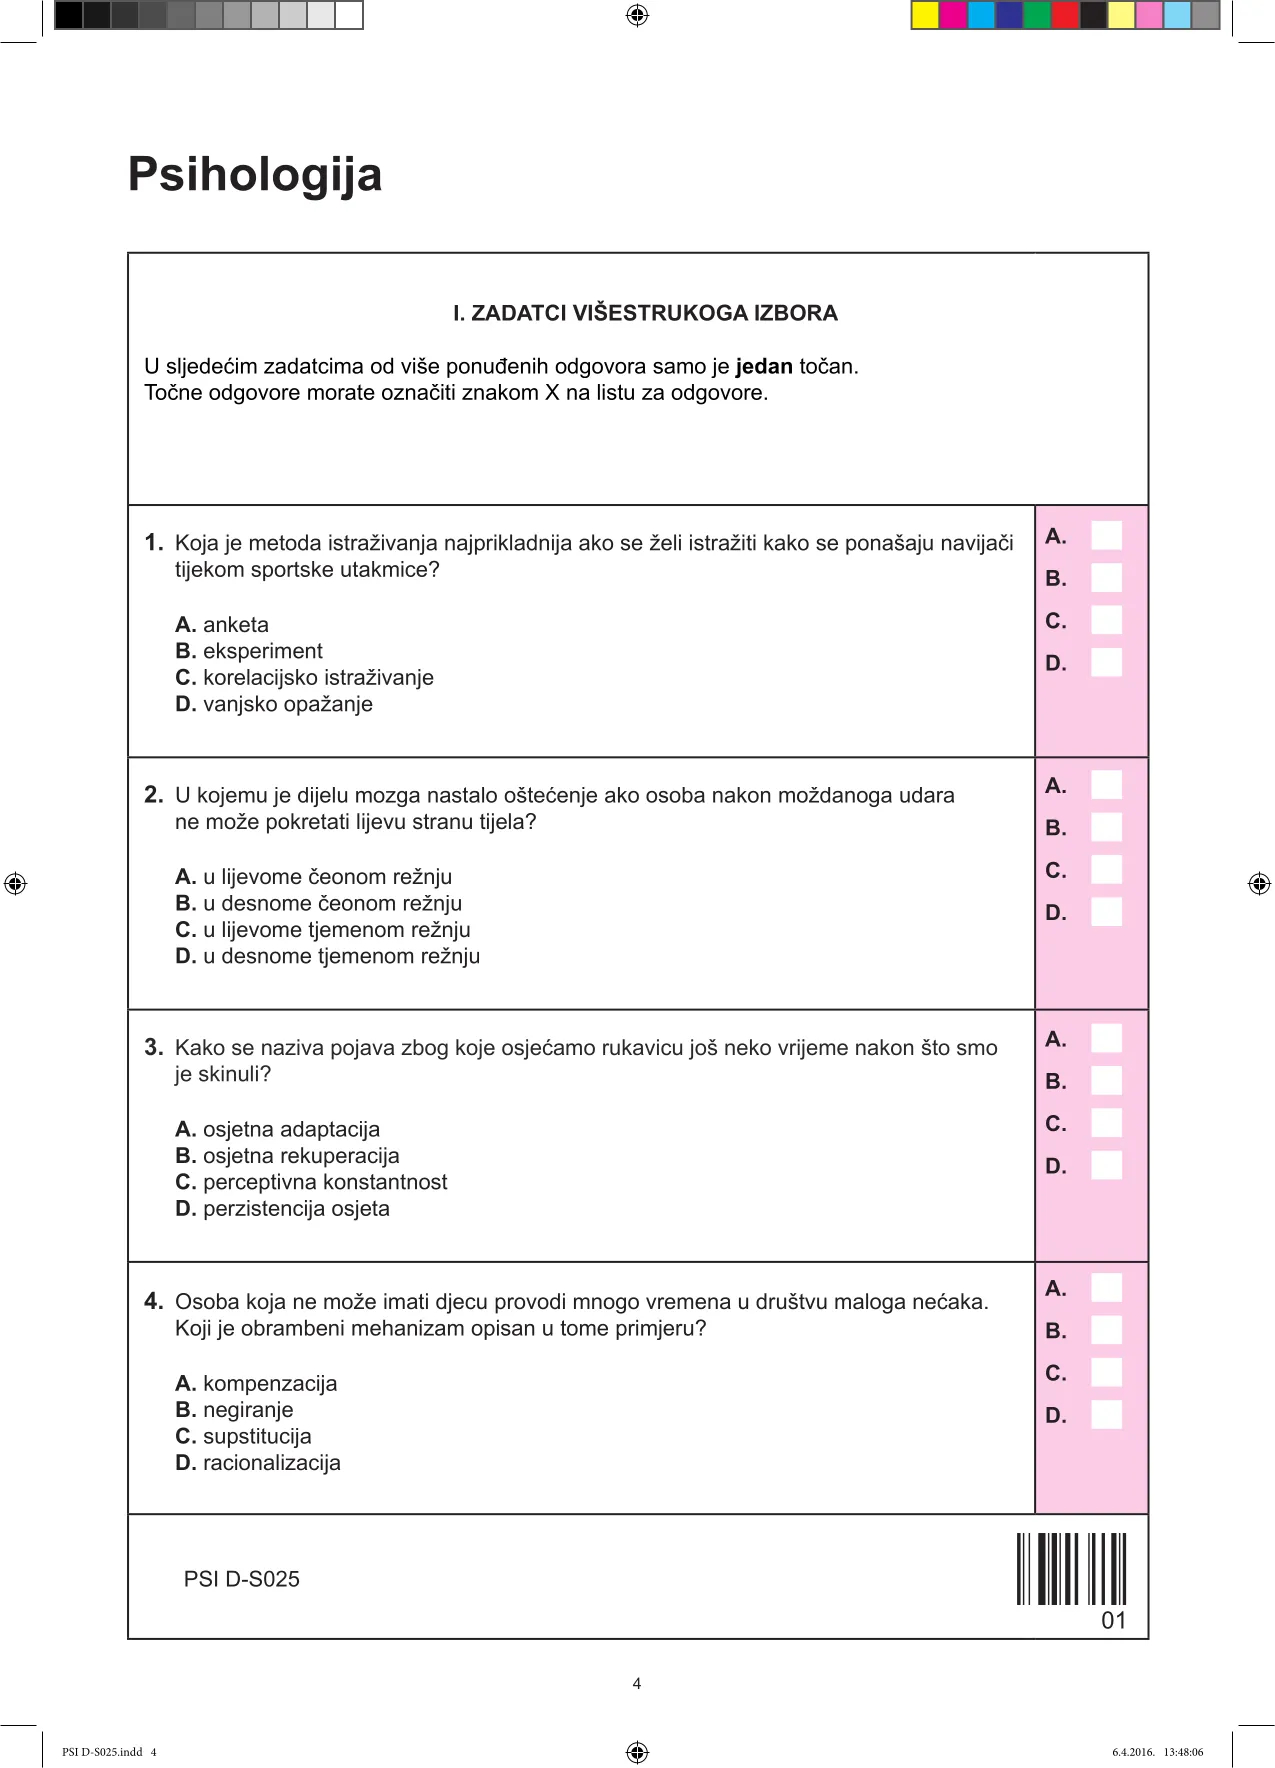 Psihologija
I. ZADATCI VIŠESTRUKOGA IZBORA
U sljedećim zadatcima od više ponuđenih odgovora samo je jedan točan.
Točne odgovore morate označiti znakom X na listu za odgovore.
1. Koja je metoda istraživanja najprikladnija ako se želi istražiti kako se ponašaju navijači
tijekom sportske utakmice?
A. anketa
B. eksperiment
C. korelacijsko istraživanje
D. vanjsko opažanje
A.
B.
C.
D.
2. U kojemu je dijelu mozga nastalo oštećenje ako osoba nakon moždanoga udara
ne može pokretati lijevu stranu tijela?
A. u lijevome čeonom režnju
B. u desnome čeonom režnju
C. u lijevome tjemenom režnju
D. u desnome tjemenom režnju
A.
B.
C.
D.
3. Kako se naziva pojava zbog koje osjećamo rukavicu još neko vrijeme nakon što smo
je skinuli?
A. osjetna adaptacija
B. osjetna rekuperacija
C. perceptivna konstantnost
D. perzistencija osjeta
A.
B.
C.
D.
4. Osoba koja ne može imati djecu provodi mnogo vremena u društvu maloga nećaka.
Koji je obrambeni mehanizam opisan u tome primjeru?
A. kompenzacija
B. negiranje
C. supstitucija
D. racionalizacija
A.
B.
C.
D.
PSI D-S025
01
4
PSI D-S025.indd 4
6.4.2016. 13:48:06